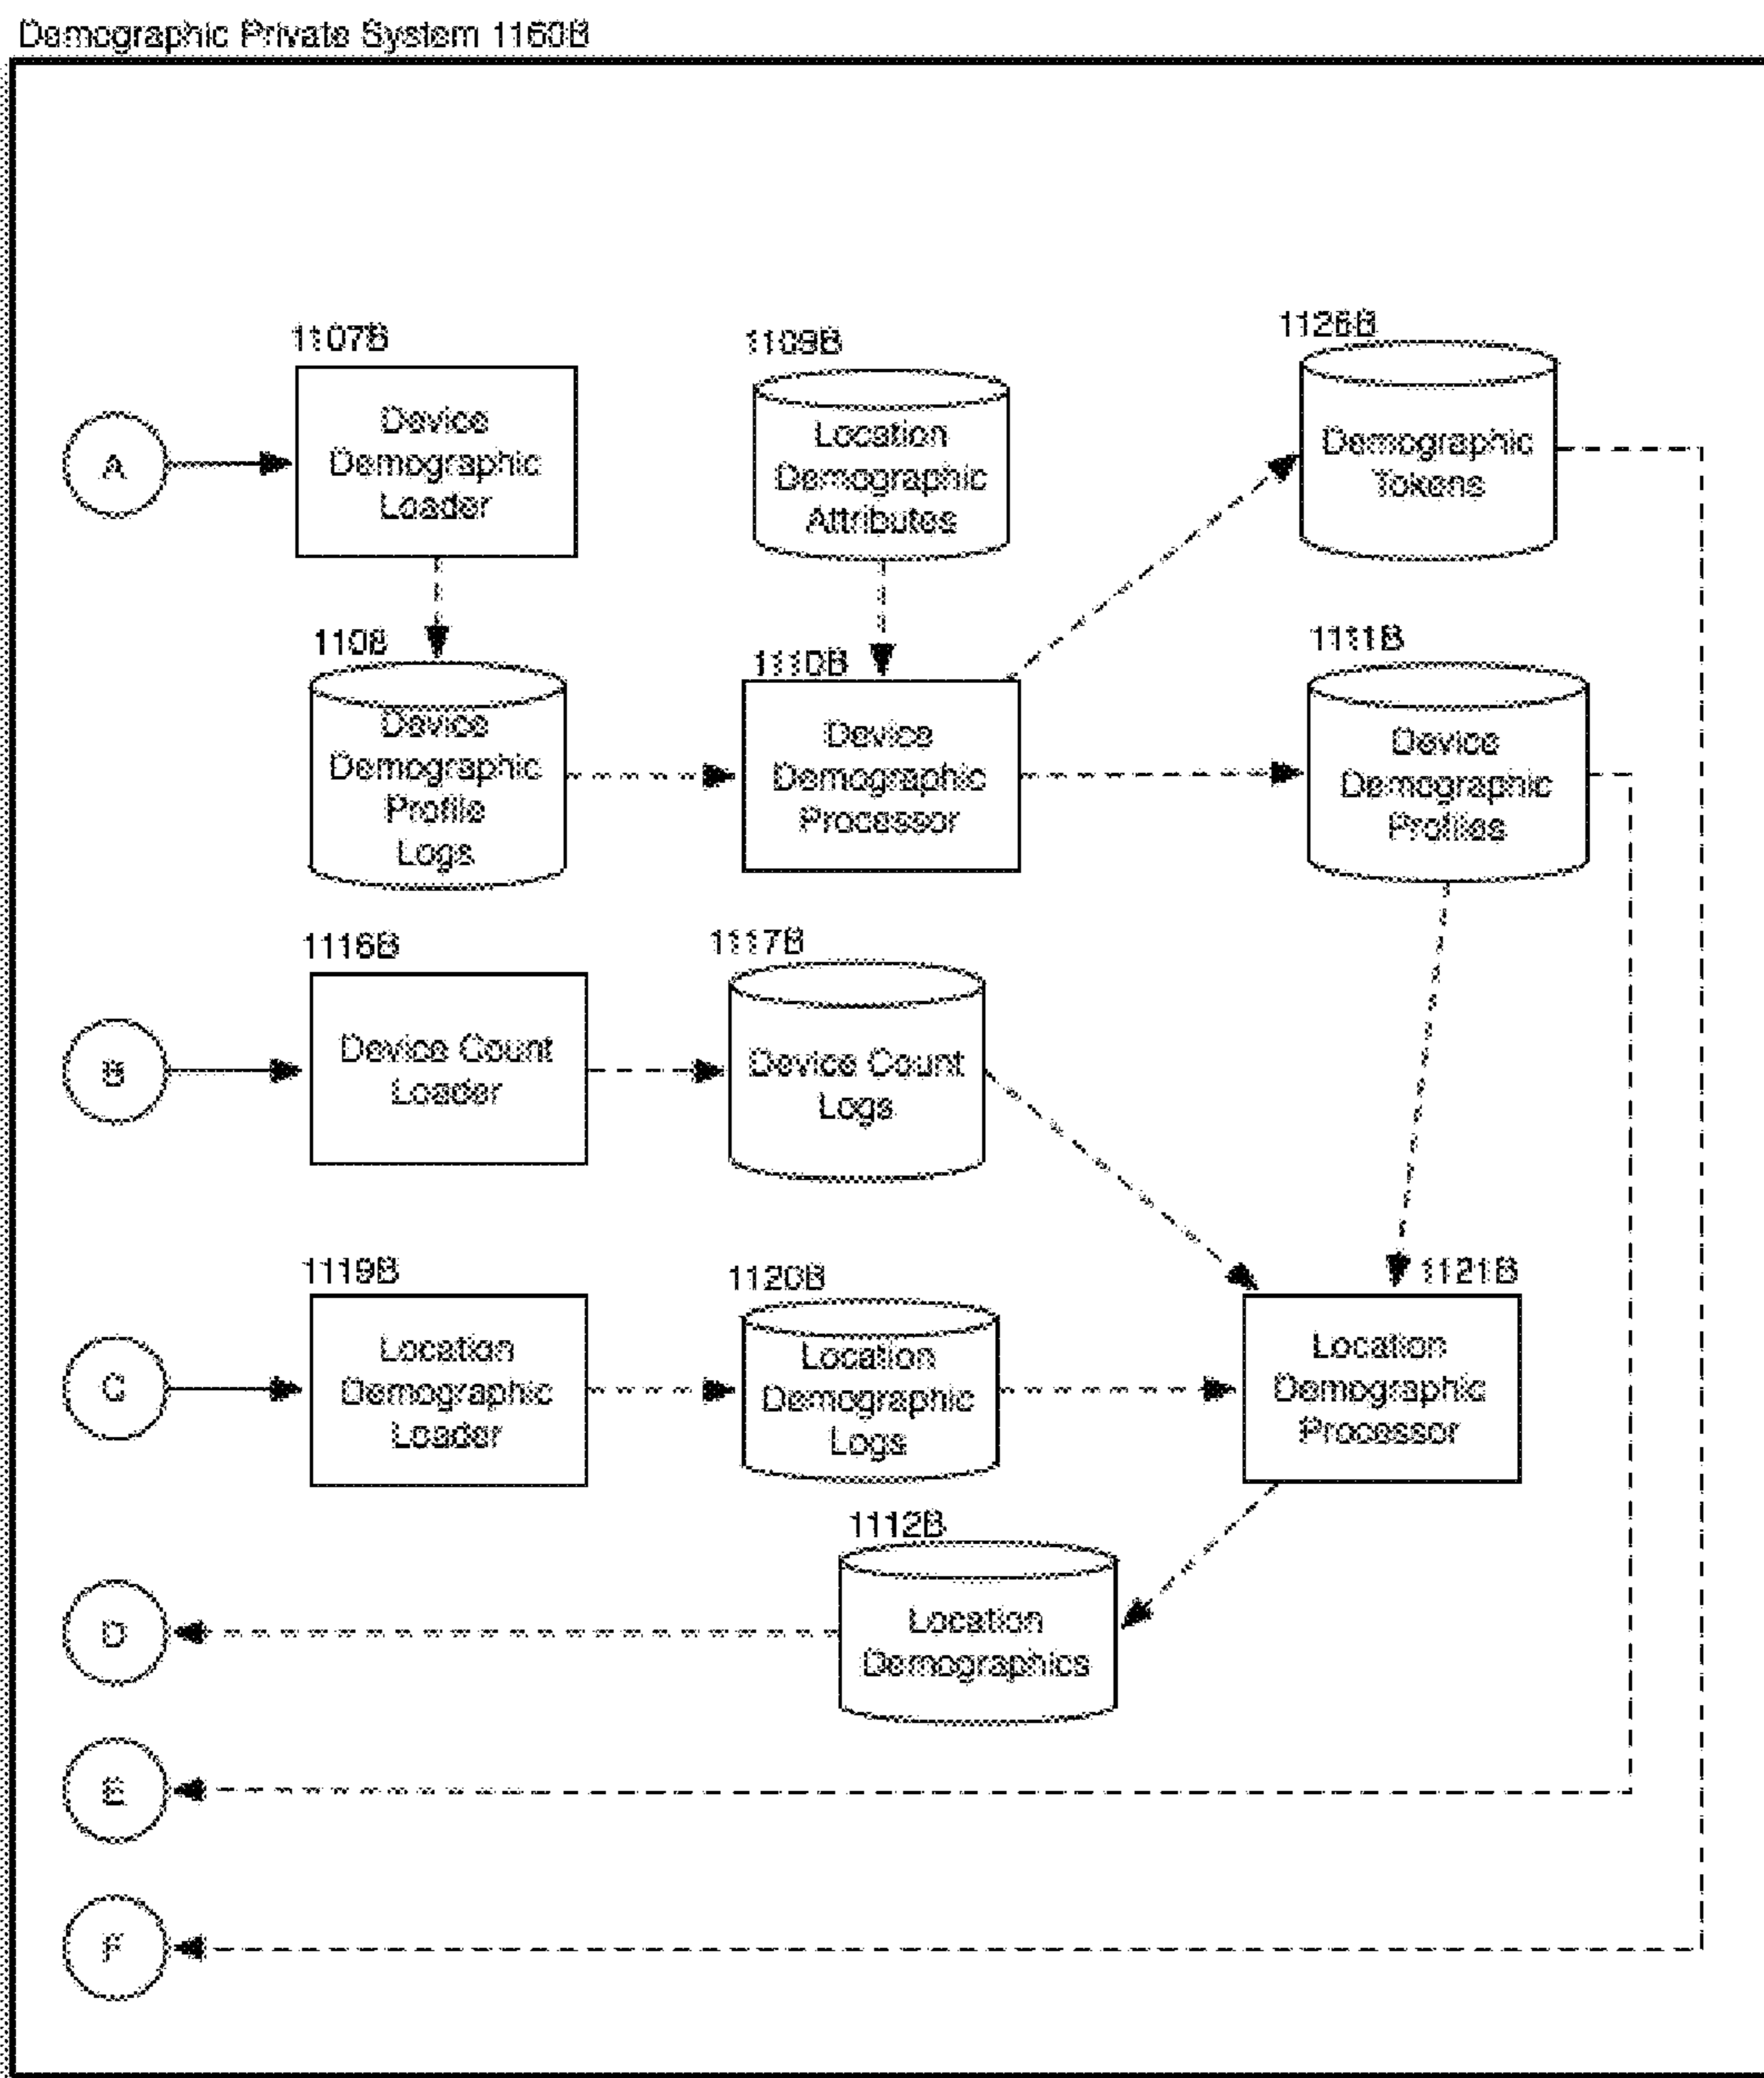 Demographic Private System 1160B
1107B
1109B
1126B
A
Device
Demographic
Loader
Location
Demographic
Attributes
Demographic
Tokens
1108
1110B
1111B
Device
Demographic
Profile
Logs
Device
Demographic
Processor
Device
Demographic
Profiles
1116B
1117B
B
Device Count
Loader
Device Count
Logs
1119B
1120B
1121B
C
Location
Demographic
Loader
Location
Demographic
Logs
Location
Demographic
Processor
1112B
D
Location
Demographics
E
F